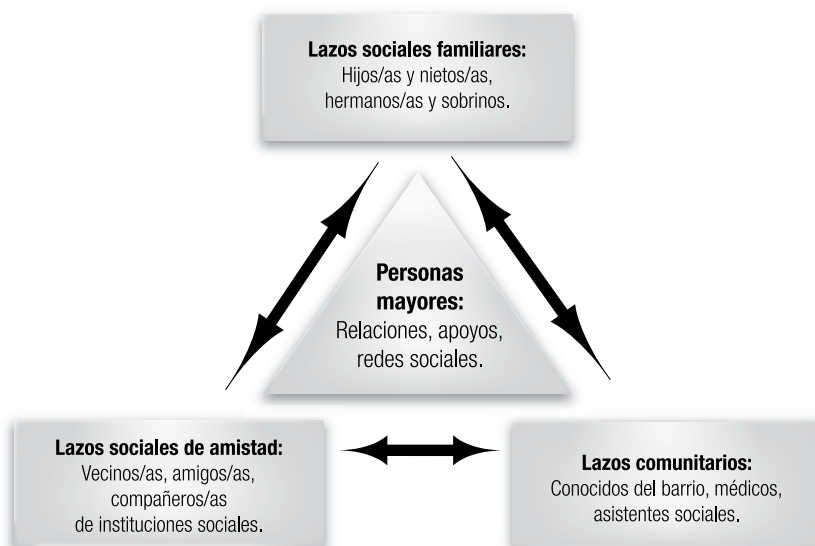 Lazos sociales familiares:
Hijos/as y nietos/as,
hermanos/as y sobrinos.
Personas
mayores:
Relaciones, apoyos,
redes sociales.
Lazos sociales de amistad:
Vecinos/as, amigos/as,
compañeros/as
de instituciones sociales.
Lazos comunitarios:
Conocidos del barrio, médicos,
asistentes sociales.